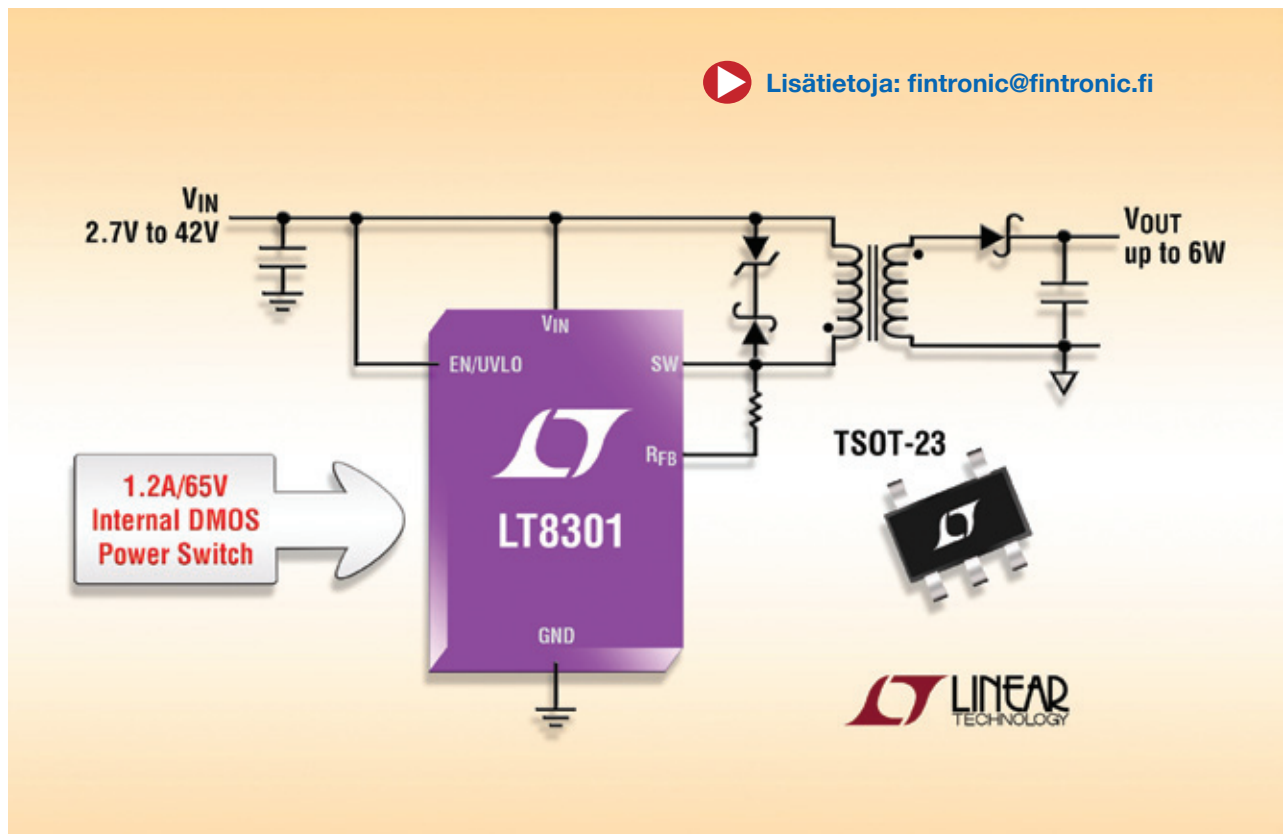 Lisätietoja: fintronic@fintronic.fi
VIN
2.7V to 42V
VOUT
up to 6W
VIN
EN/UVLO
SW
RFB
LT8301
GND
1.2A/65V
Internal DMOS
Power Switch
TSOT-23
LINEAR
TECHNOLOGY